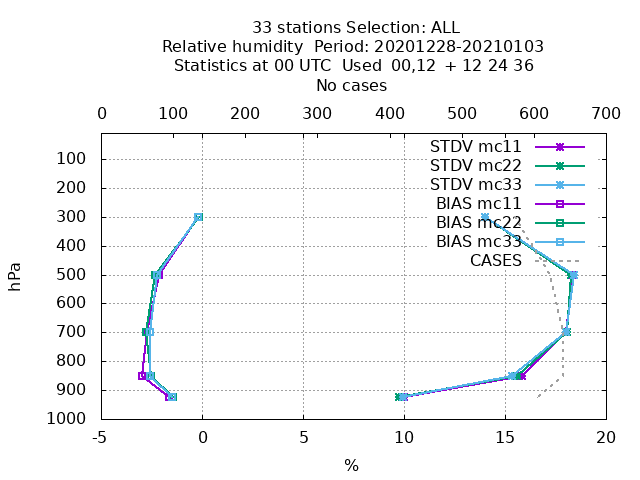 33 stations Selection: ALL
Relative humidity Period: 20201228-20210103
Statistics at 00 UTC Used 00,12 + 12 24 36
No cases
0 100 200 300 400 500 600 700
STDV mc11
STDV mc22
STDV mc33
BIAS mc11
BIAS mc22
BIAS mc33
CASES
100
200
300
400
500
600
700
800
900
1000
hPa
-5 0 5 10 15 20
%